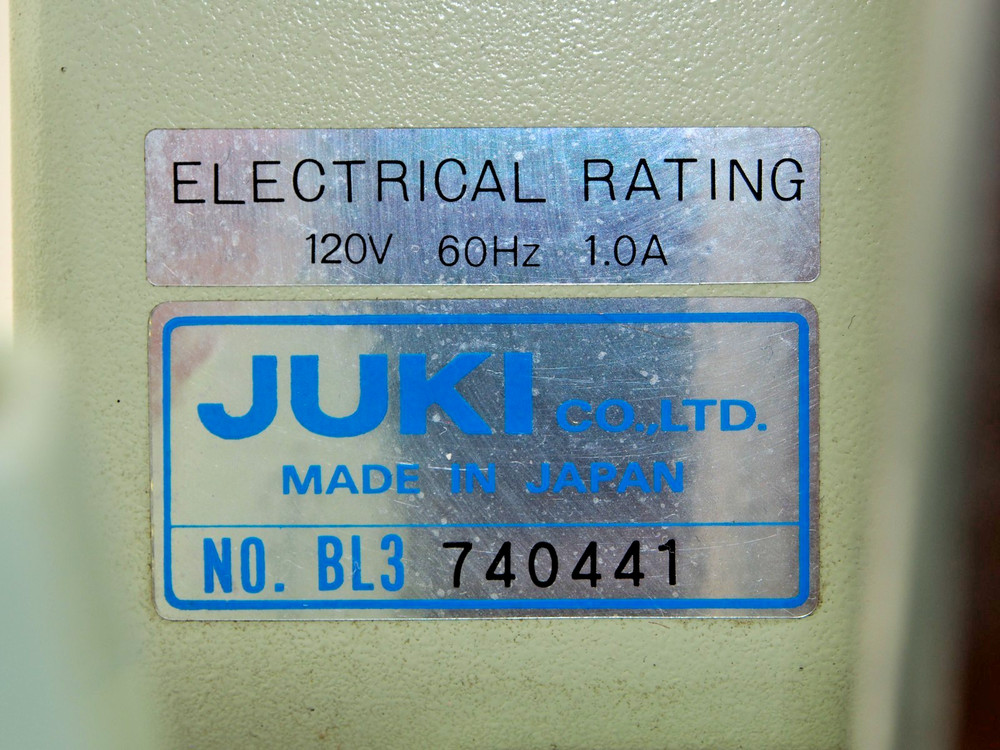 ELECTRICAL RATING
120V 60Hz 1.0A
JUKI CO.,LTD.
MADE IN JAPAN
NO. BL3 740441